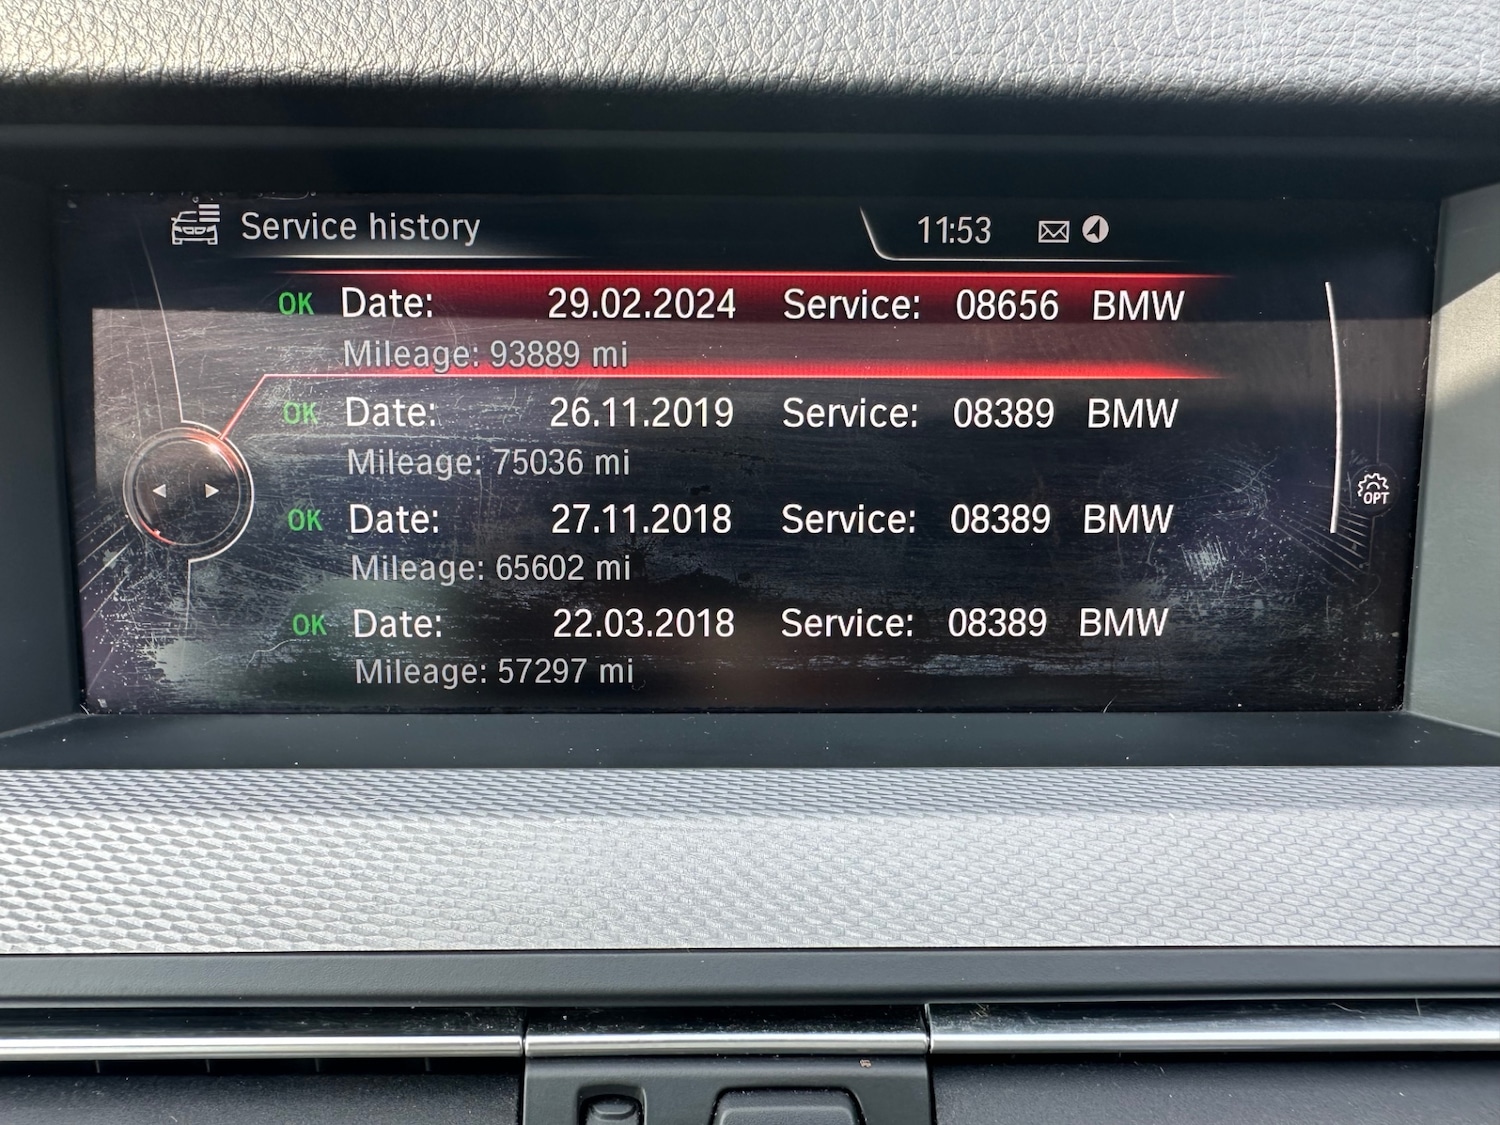 Service history 11:53
OK Date: 29.02.2024 Service: 08656 BMW
Mileage: 93889 mi
OK Date: 26.11.2019 Service: 08389 BMW
Mileage: 75036 mi
OK Date: 27.11.2018 Service: 08389 BMW
Mileage: 65602 mi
OPT
OK Date: 22.03.2018 Service: 08389 BMW
Mileage: 57297 mi